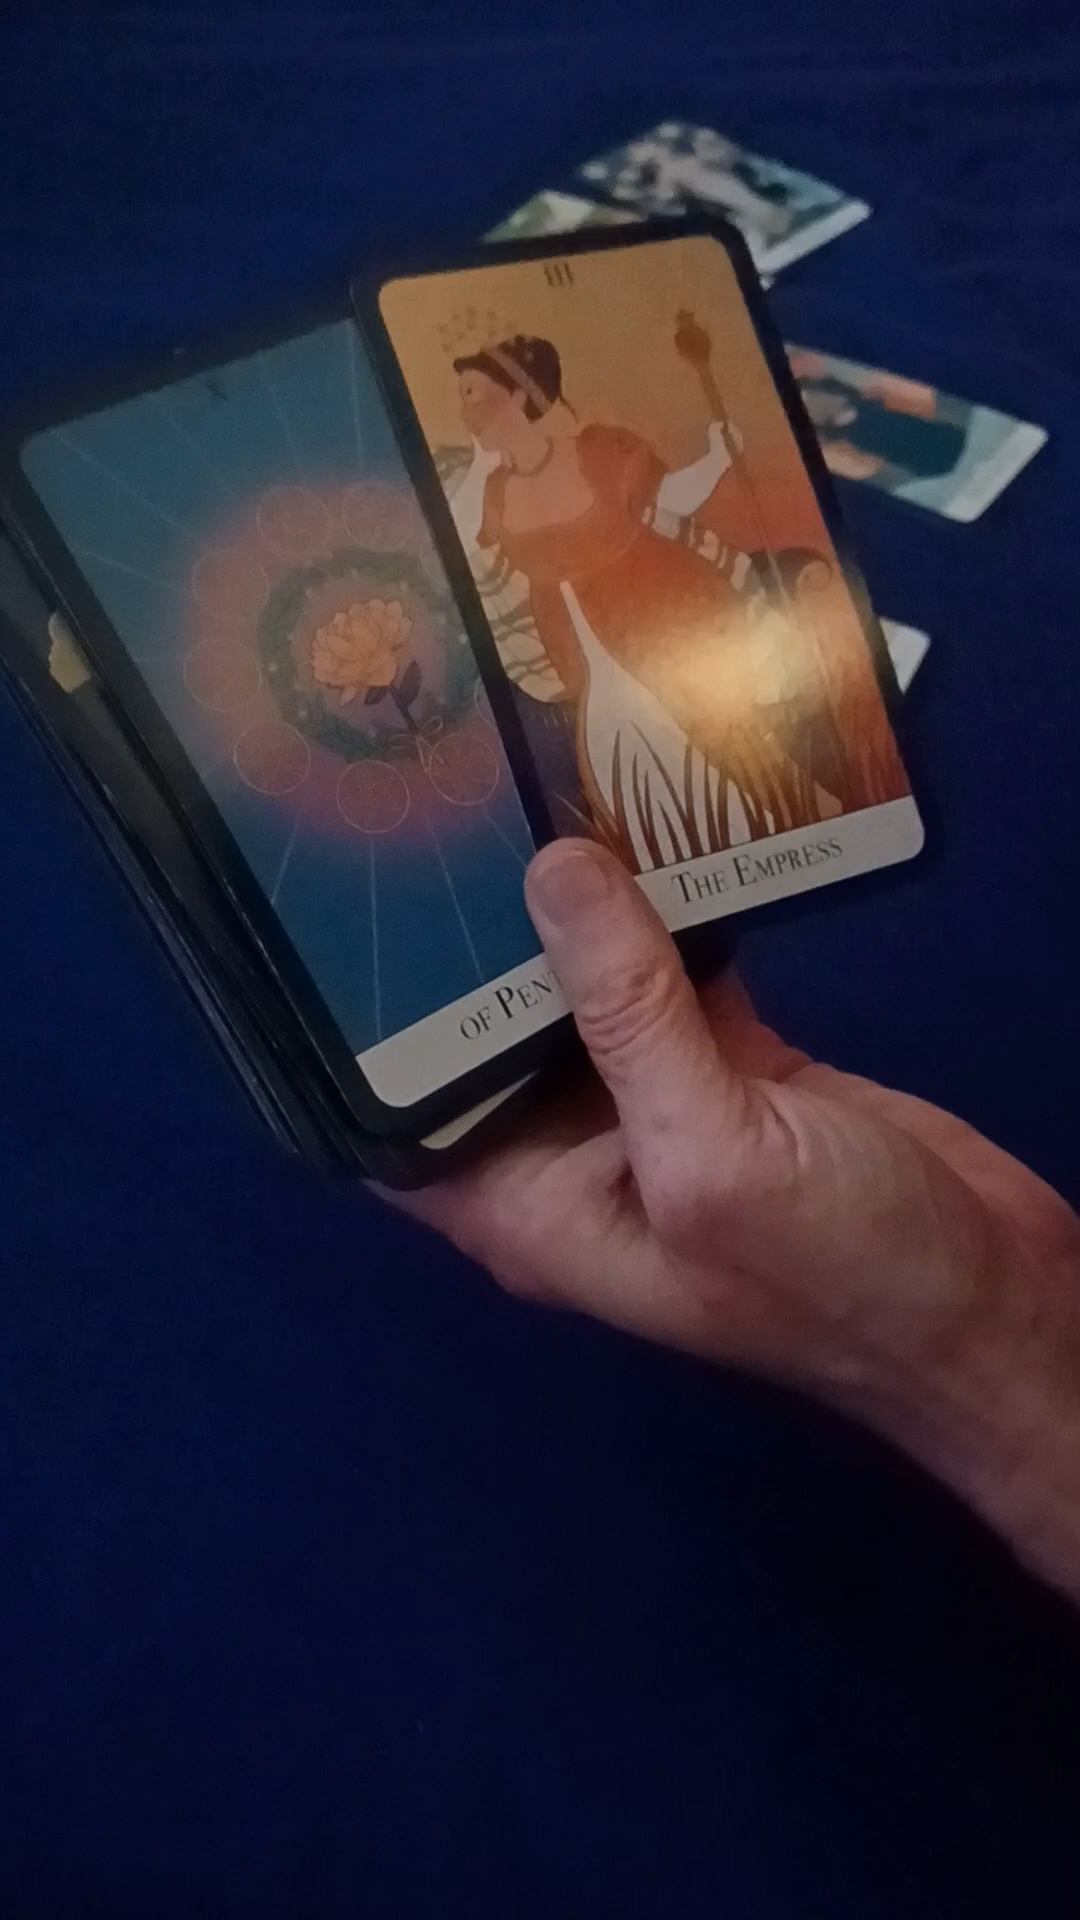 III
THE EMPRESS
X
OF PENT